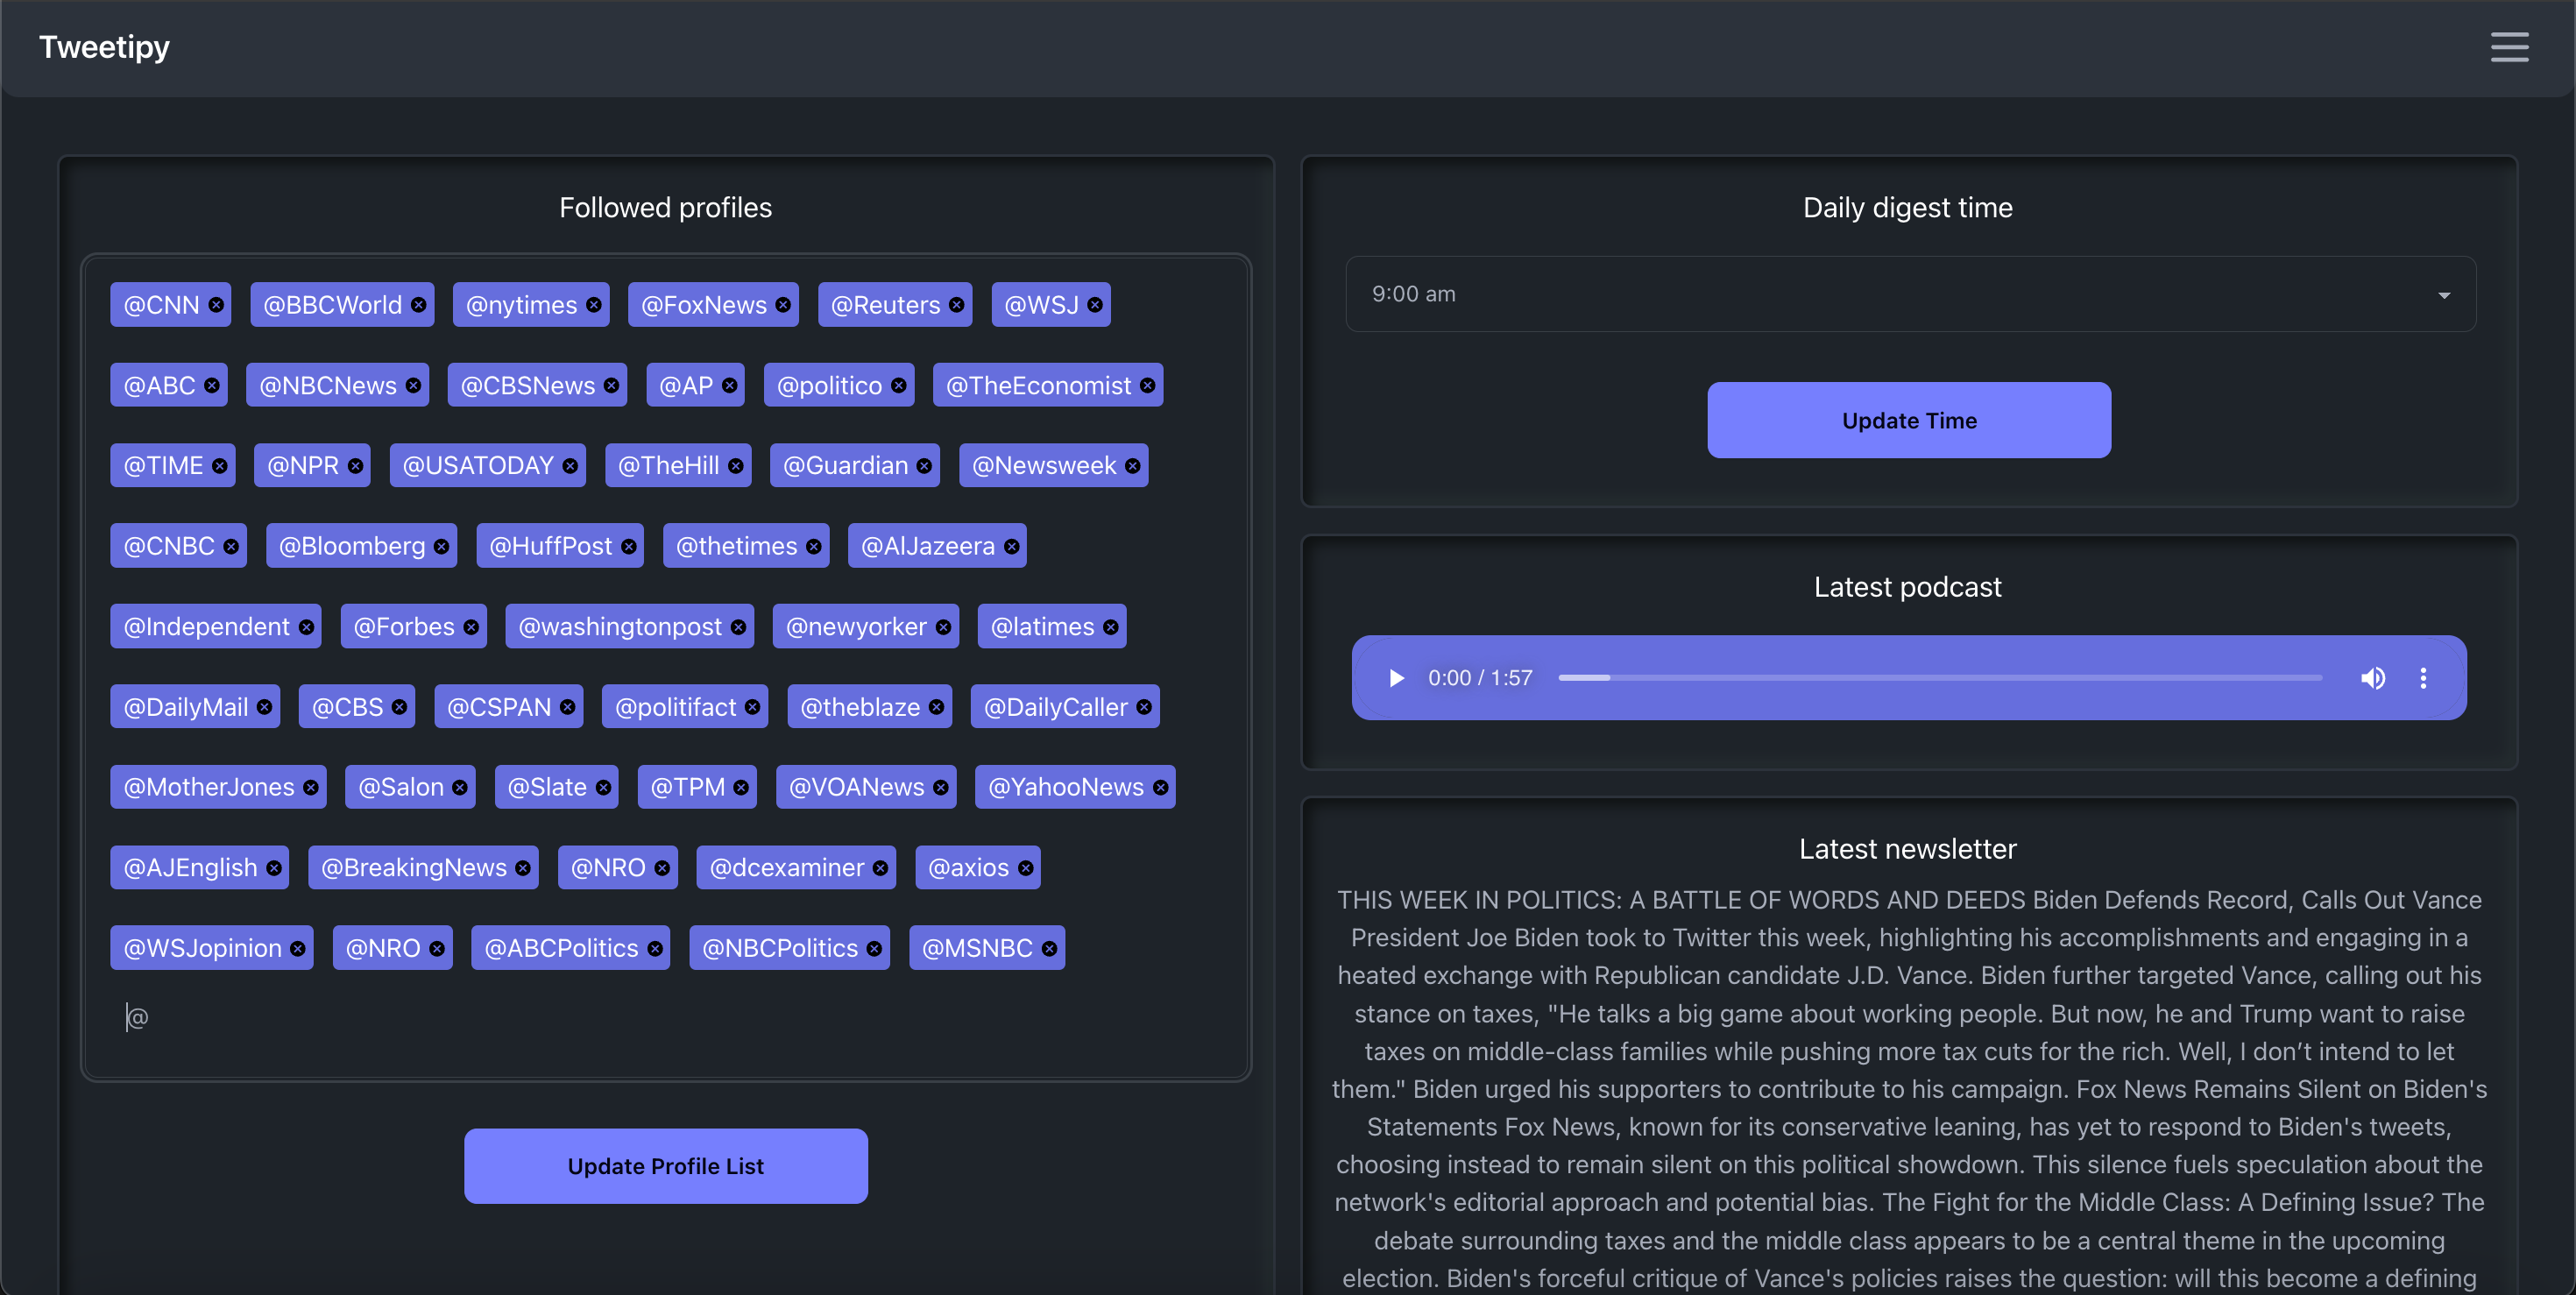 Tweetipy
Followed profiles
@CNN @BBCWorld @nytimes @FoxNews @Reuters @WSJ
@ABC @NBCNews @CBSNews @AP @politico @TheEconomist
@TIME @NPR @USATODAY @TheHill @Guardian @Newsweek
@CNBC @Bloomberg @HuffPost @thetimes @AlJazeera
@Independent @Forbes @washingtonpost @newyorker @latimes
@DailyMail @CBS @CSPAN @politifact @theblaze @DailyCaller
@MotherJones @Salon @Slate @TPM @VOANews @YahooNews
@AJEnglish @BreakingNews @NRO @dcexaminer @axios
@WSJopinion @NRO @ABCPolitics @NBCPolitics @MSNBC
@
Update Profile List
Daily digest time
9:00 am
Update Time
Latest podcast
0:00 / 1:57
Latest newsletter
THIS WEEK IN POLITICS: A BATTLE OF WORDS AND DEEDS Biden Defends Record, Calls Out Vance
President Joe Biden took to Twitter this week, highlighting his accomplishments and engaging in a
heated exchange with Republican candidate J.D. Vance. Biden further targeted Vance, calling out his
stance on taxes, "He talks a big game about working people. But now, he and Trump want to raise
taxes on middle-class families while pushing more tax cuts for the rich. Well, I don’t intend to let
them." Biden urged his supporters to contribute to his campaign. Fox News Remains Silent on Biden's
Statements Fox News, known for its conservative leaning, has yet to respond to Biden's tweets,
choosing instead to remain silent on this political showdown. This silence fuels speculation about the
network's editorial approach and potential bias. The Fight for the Middle Class: A Defining Issue? The
debate surrounding taxes and the middle class appears to be a central theme in the upcoming
election. Biden's forceful critique of Vance's policies raises the question: will this become a defining